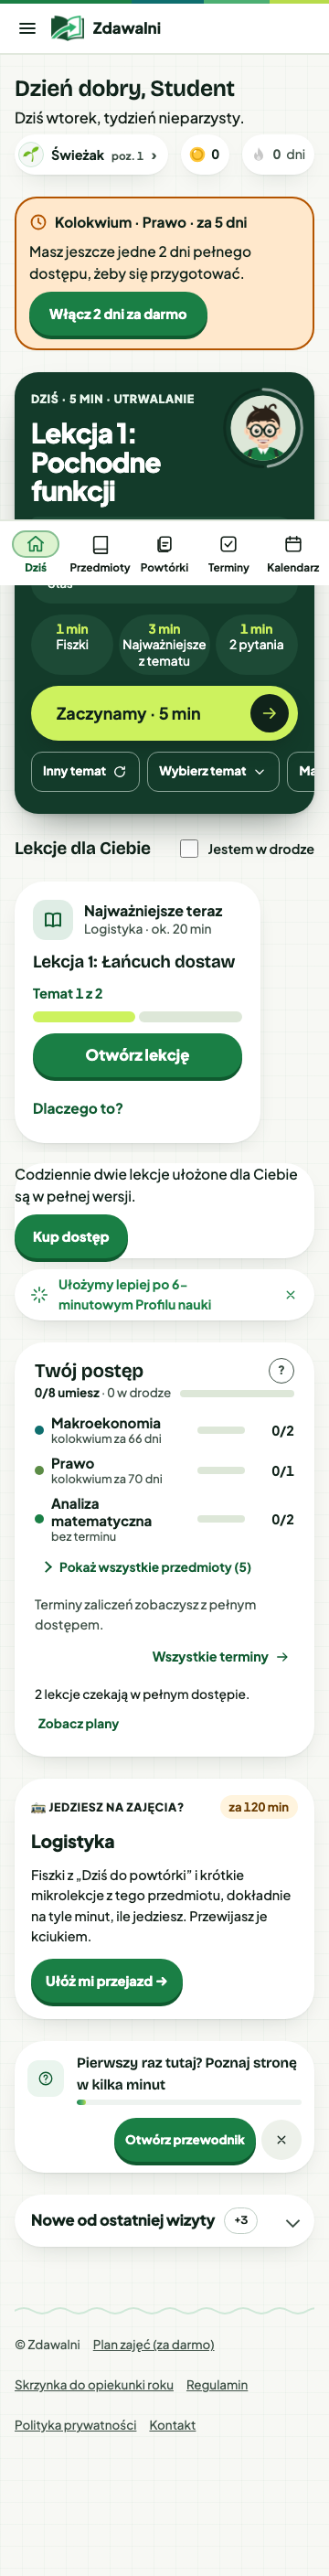 Zdawalni
Dzień dobry, Student
Dziś wtorek, tydzień nieparzysty.
Świeżak poz. 1 ›
0
0 dni
Kolokwium · Prawo · za 5 dni
Masz jeszcze jedne 2 dni pełnego
dostępu, żeby się przygotować.
Włącz 2 dni za darmo
DZIŚ · 5 MIN · UTRWALANIE
Lekcja 1:
Pochodne
funkcji
Dziś
Przedmioty
Powtórki
Terminy
Kalendarz
1 min
Fiszki
3 min
Najważniejsze
z tematu
1 min
2 pytania
Zaczynamy · 5 min
Inny temat
Wybierz temat
Lekcje dla Ciebie
Jestem w drodze
Najważniejsze teraz
Logistyka · ok. 20 min
Lekcja 1: Łańcuch dostaw
Temat 1 z 2
Otwórz lekcję
Dlaczego to?
Codziennie dwie lekcje ułożone dla Ciebie
są w pełnej wersji.
Kup dostęp
Ułożymy lepiej po 6-
minutowym Profilu nauki
Twój postęp
?
0/8 umiesz · 0 w drodze
Makroekonomia
kolokwium za 66 dni
0/2
Prawo
kolokwium za 70 dni
0/1
Analiza
matematyczna
bez terminu
0/2
Pokaż wszystkie przedmioty (5)
Terminy zaliczeń zobaczysz z pełnym
dostępem.
Wszystkie terminy →
2 lekcje czekają w pełnym dostępie.
Zobacz plany
JEDZIESZ NA ZAJĘCIA?
za 120 min
Logistyka
Fiszki z „Dziś do powtórki” i krótkie
mikrolekcje z tego przedmiotu, dokładnie
na tyle minut, ile jedziesz. Przewijasz je
kciukiem.
Ułóż mi przejazd →
Pierwszy raz tutaj? Poznaj stronę
w kilka minut
Otwórz przewodnik
Nowe od ostatniej wizyty
+3
© Zdawalni
Plan zajęć (za darmo)
Skrzynka do opiekunki roku
Regulamin
Polityka prywatności
Kontakt